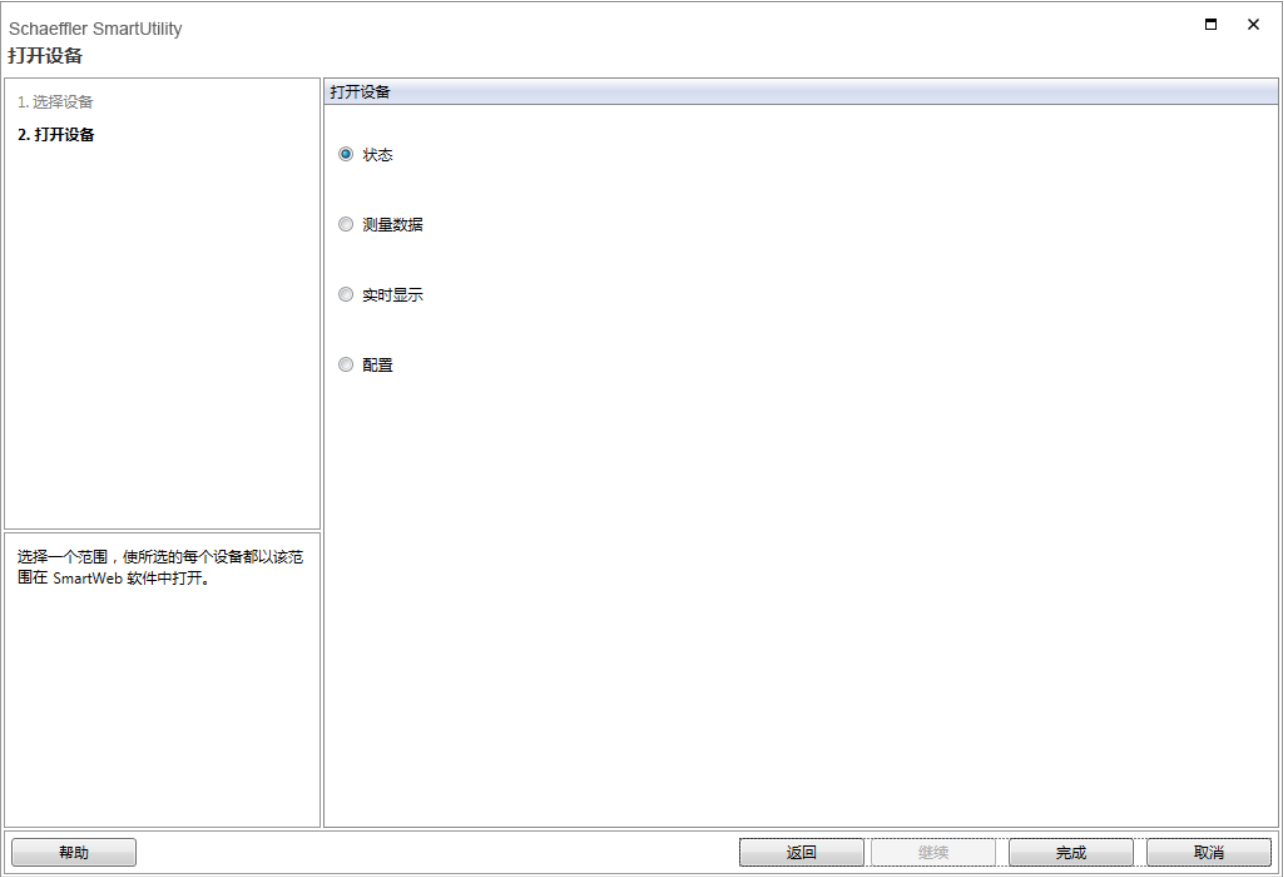 Schaeffler SmartUtility
打开设备
1. 选择设备
2. 打开设备
打开设备
状态
测量数据
实时显示
配置
选择一个范围，使所选的每个设备都以该范
围在 SmartWeb 软件中打开。
帮助
返回
继续
完成
取消